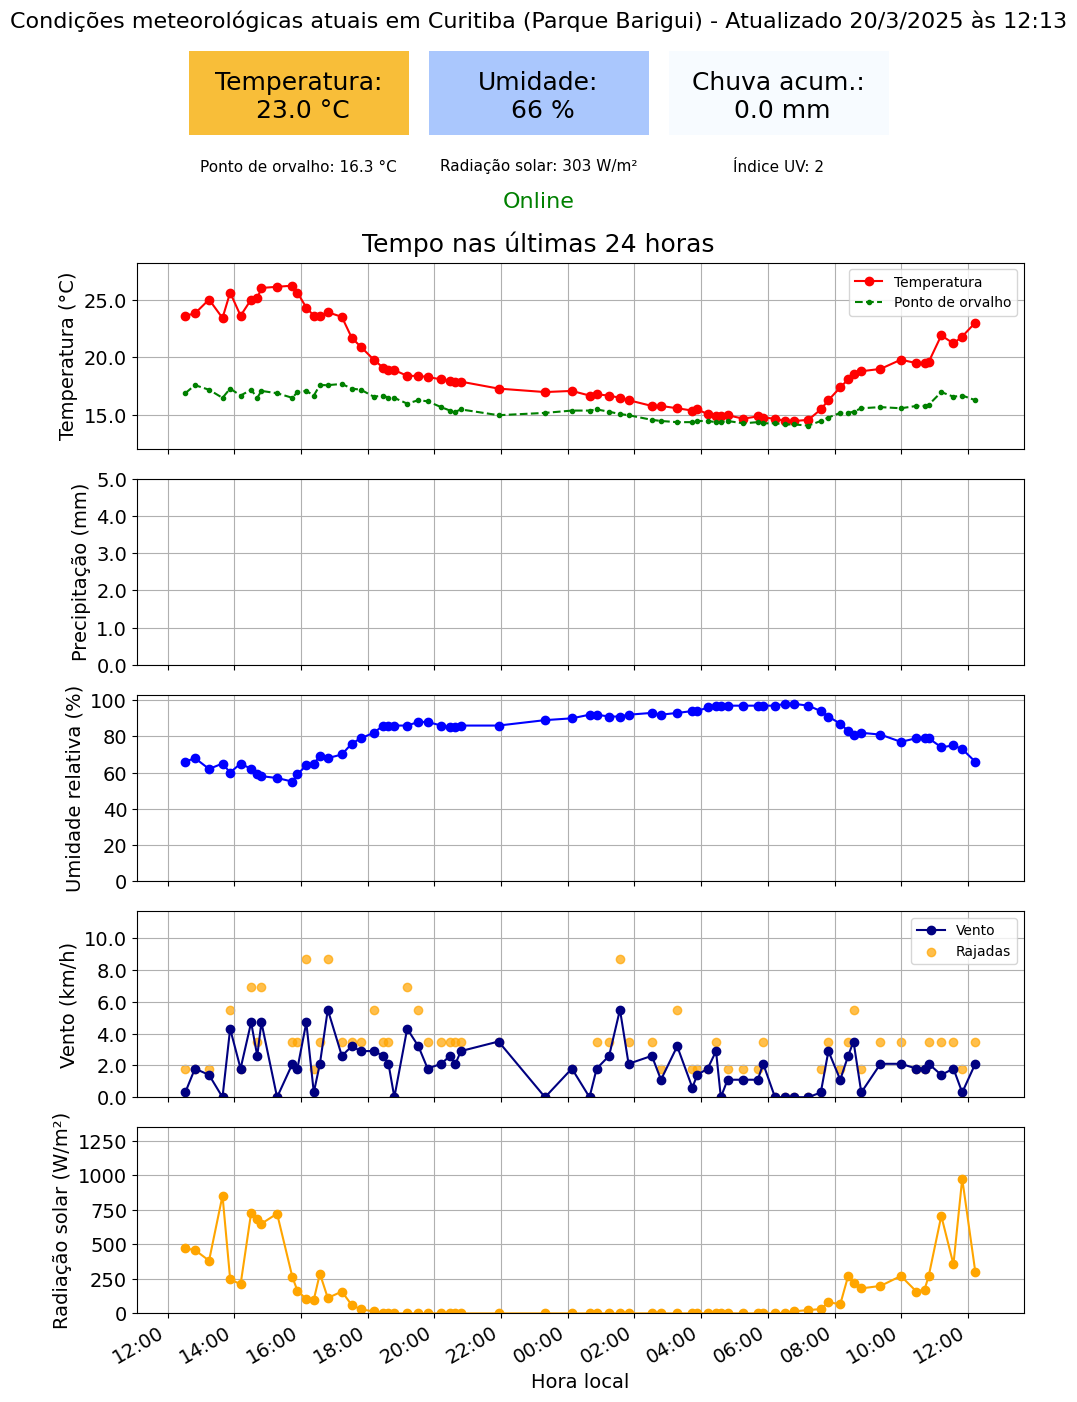 Condições meteorológicas atuais em Curitiba (Parque Barigui) - Atualizado 20/3/2025 às 12:13
Temperatura:
23.0 °C
Umidade:
66 %
Chuva acum.:
0.0 mm
Ponto de orvalho: 16.3 °C
Radiação solar: 303 W/m²
Índice UV: 2
Online
Tempo nas últimas 24 horas
Temperatura (°C)
25.0
20.0
15.0
Temperatura
Ponto de orvalho
Precipitação (mm)
5.0
4.0
3.0
2.0
1.0
0.0
Umidade relativa (%)
100
80
60
40
20
0
Vento (km/h)
10.0
8.0
6.0
4.0
2.0
0.0
Vento
Rajadas
Radiação solar (W/m²)
1250
1000
750
500
250
0
12:00
14:00
16:00
18:00
20:00
22:00
00:00
02:00
04:00
06:00
08:00
10:00
12:00
Hora local